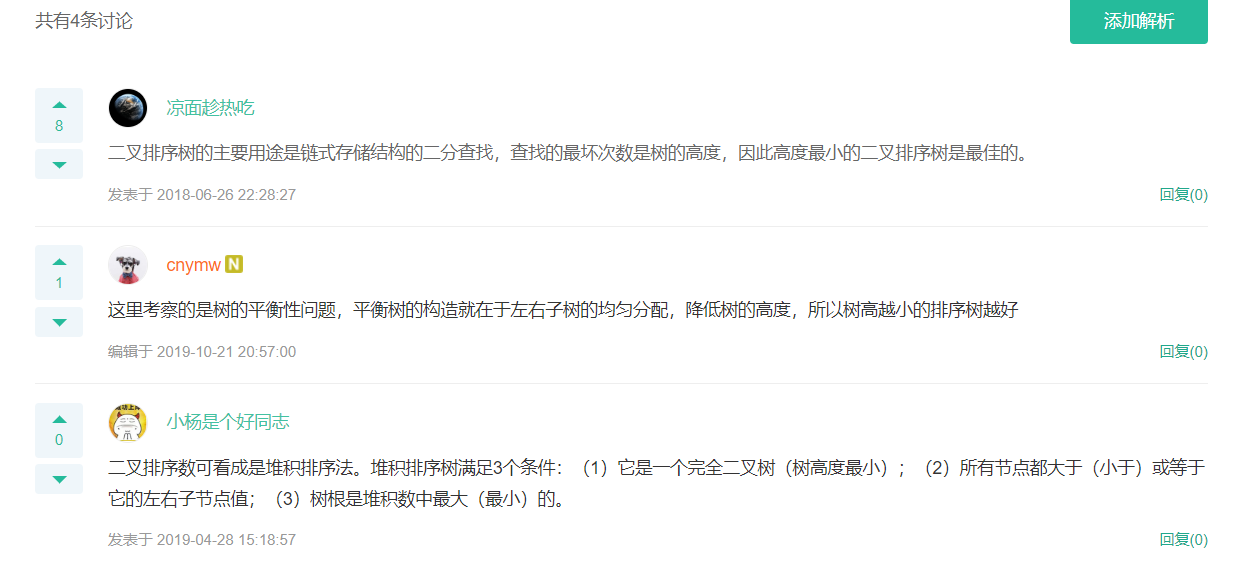 共有4条讨论
添加解析
8
凉面趁热吃
二叉排序树的主要用途是链式存储结构的二分查找，查找的最坏次数是树的高度，因此高度最小的二叉排序树是最佳的。
发表于 2018-06-26 22:28:27
回复(0)
1
cnymw N
这里考察的是树的平衡性问题，平衡树的构造就在于左右子树的均匀分配，降低树的高度，所以树高越小的排序树越好
编辑于 2019-10-21 20:57:00
回复(0)
0
小杨是个好同志
二叉排序数可看成是堆积排序法。堆积排序树满足3个条件：（1）它是一个完全二叉树（树高度最小）；（2）所有节点都大于（小于）或等于
它的左右子节点值；（3）树根是堆积数中最大（最小）的。
发表于 2019-04-28 15:18:57
回复(0)